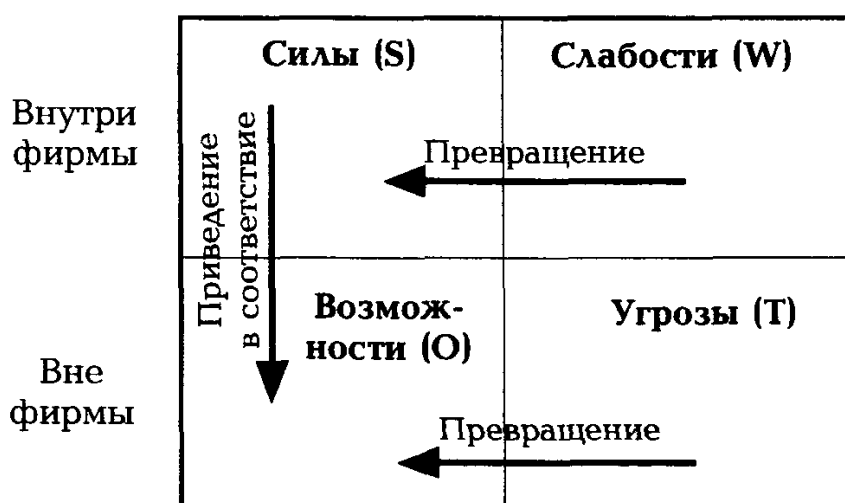 Силы (S)
Слабости (W)
Внутри
фирмы
Приведение
в соответствие
Превращение
Возмож-
ности (О)
Угрозы (Т)
Вне
фирмы
Превращение